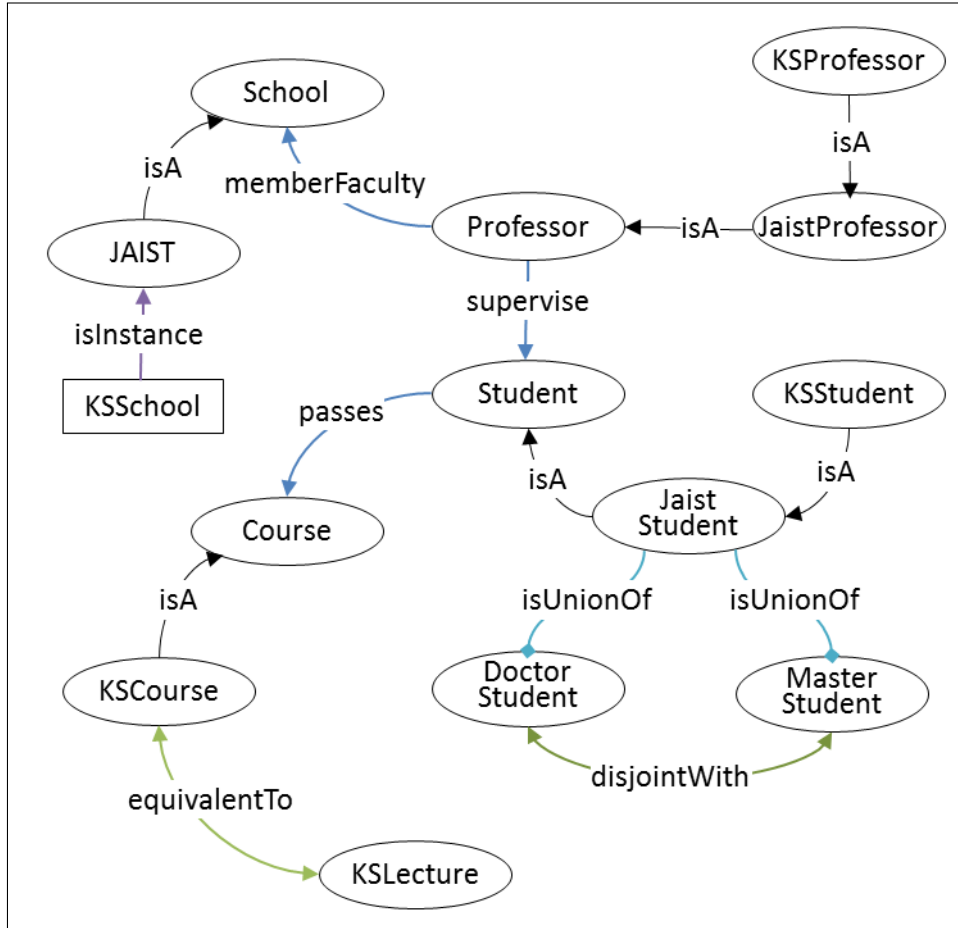 KSProfessor
School
isA
isA
memberFaculty
Professor
isA
JaistProfessor
JAIST
supervise
isInstance
KSSchool
passes
Student
KSStudent
isA
isA
Jaist
Student
Course
isA
isUnionOf
isUnionOf
KSCourse
Doctor
Student
Master
Student
disjointWith
equivalentTo
KSLecture